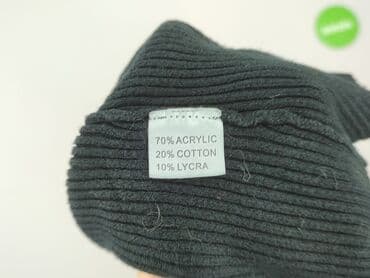 70% ACRYLIC
20% COTTON
10% LYCRA